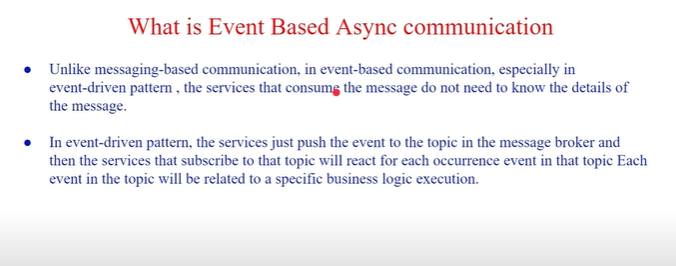 What is Event Based Async communication
● Unlike messaging-based communication, in event-based communication, especially in
event-driven pattern , the services that consume the message do not need to know the details of
the message.
● In event-driven pattern, the services just push the event to the topic in the message broker and
then the services that subscribe to that topic will react for each occurrence event in that topic Each
event in the topic will be related to a specific business logic execution.